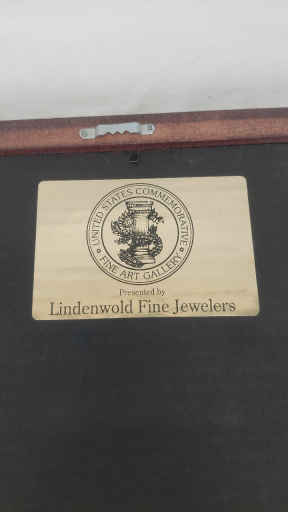 UNITED STATES COMMEMORATIVE
FINE ART GALLERY
Presented by
Lindenwold Fine Jewelers